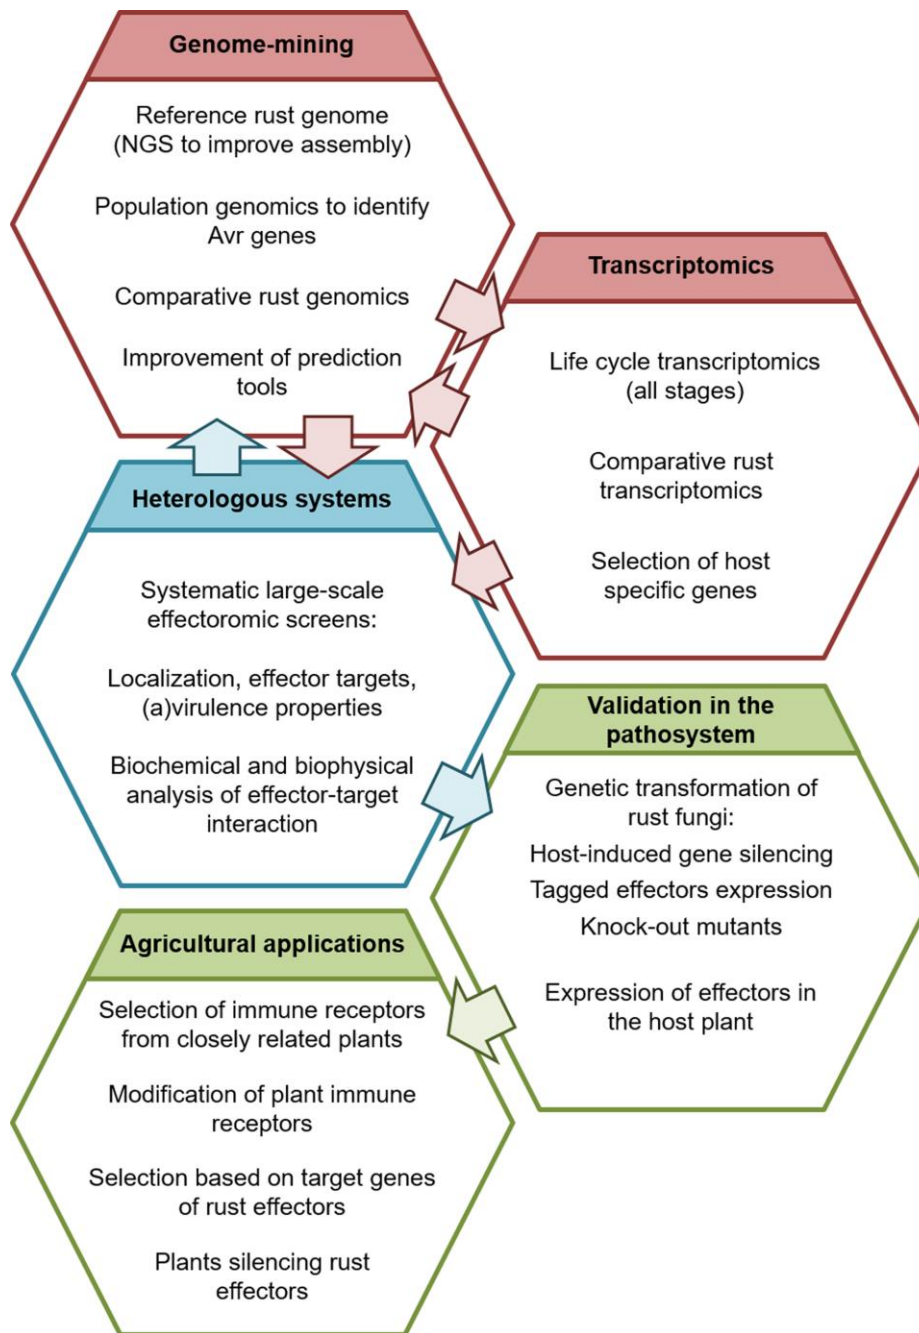 Genome-mining
Reference rust genome
(NGS to improve assembly)
Population genomics to identify
Avr genes
Comparative rust genomics
Improvement of prediction
tools
Transcriptomics
Life cycle transcriptomics
(all stages)
Comparative rust
transcriptomics
Selection of host
specific genes
Heterologous systems
Systematic large-scale
effectoromic screens:
Localization, effector targets,
(a)virulence properties
Biochemical and biophysical
analysis of effector-target
interaction
Validation in the
pathosystem
Genetic transformation of
rust fungi:
Host-induced gene silencing
Tagged effectors expression
Knock-out mutants
Expression of effectors in
the host plant
Agricultural applications
Selection of immune receptors
from closely related plants
Modification of plant immune
receptors
Selection based on target genes
of rust effectors
Plants silencing rust
effectors